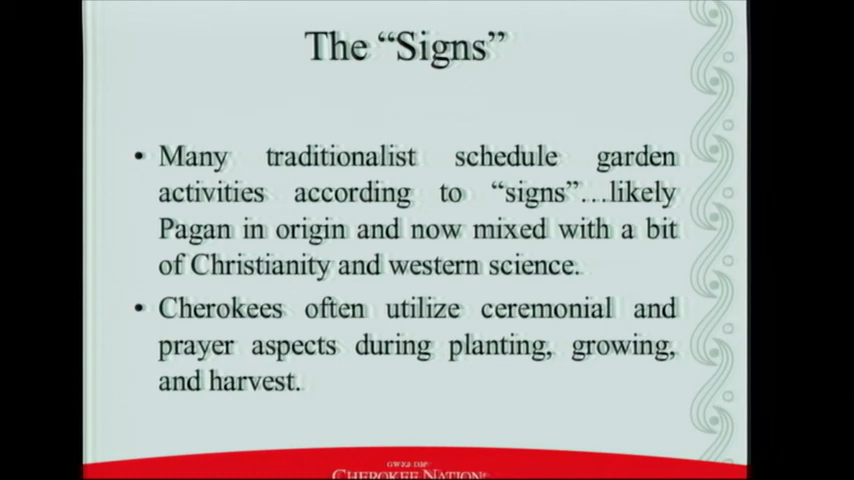 The “Signs”
• Many traditionalist schedule garden
activities according to “signs”…likely
Pagan in origin and now mixed with a bit
of Christianity and western science.
• Cherokees often utilize ceremonial and
prayer aspects during planting, growing,
and harvest.
CHEROKEE NATION